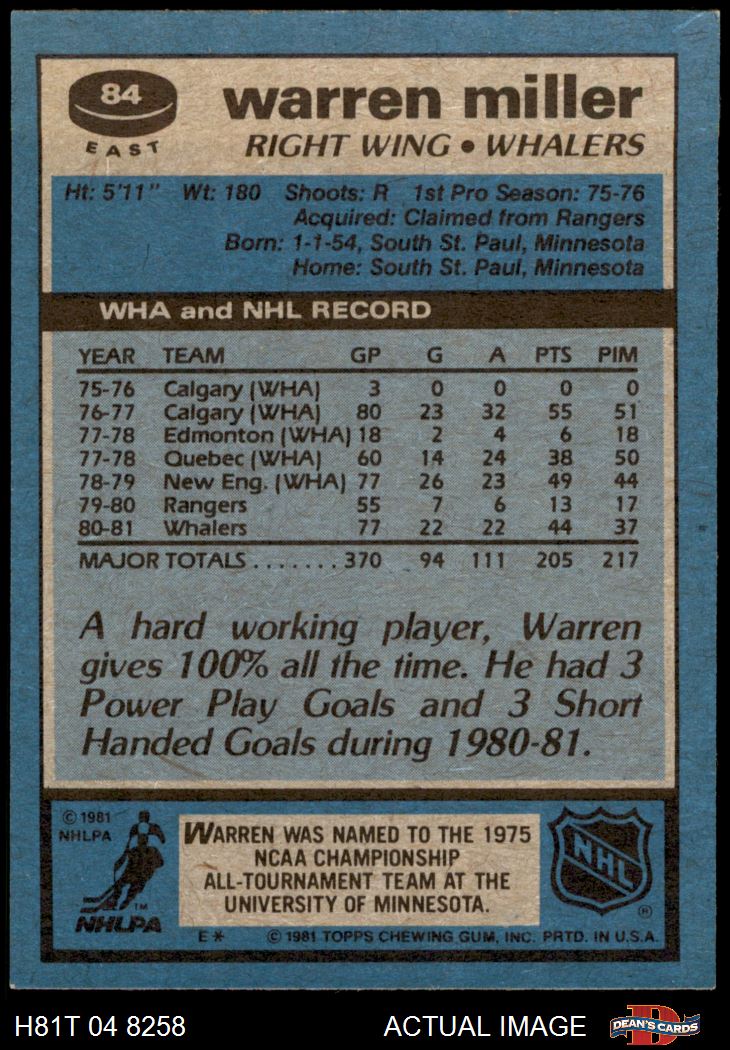 84
EAST
warren miller
RIGHT WING • WHALERS
Ht: 5'11" Wt: 180 Shoots: R 1st Pro Season: 75-76
Acquired: Claimed from Rangers
Born: 1-1-54, South St. Paul, Minnesota
Home: South St. Paul, Minnesota
WHA and NHL RECORD
YEAR TEAM GP G A PTS PIM
75-76 Calgary (WHA) 3 0 0 0 0
76-77 Calgary (WHA) 80 23 32 55 51
77-78 Edmonton (WHA) 18 2 4 6 18
77-78 Quebec (WHA) 60 14 24 38 50
78-79 New Eng. (WHA) 77 26 23 49 44
79-80 Rangers 55 7 6 13 17
80-81 Whalers 77 22 22 44 37
MAJOR TOTALS ....... 370 94 111 205 217
A hard working player, Warren
gives 100% all the time. He had 3
Power Play Goals and 3 Short
Handed Goals during 1980-81.
© 1981
NHLPA
TM
NHLPA
WARREN WAS NAMED TO THE 1975
NCAA CHAMPIONSHIP
ALL-TOURNAMENT TEAM AT THE
UNIVERSITY OF MINNESOTA.
NHL
®
E* © 1981 TOPPS CHEWING GUM, INC. PRTD. IN U.S.A.
H81T 04 8258 ACTUAL IMAGE
D
DEAN'S CARDS